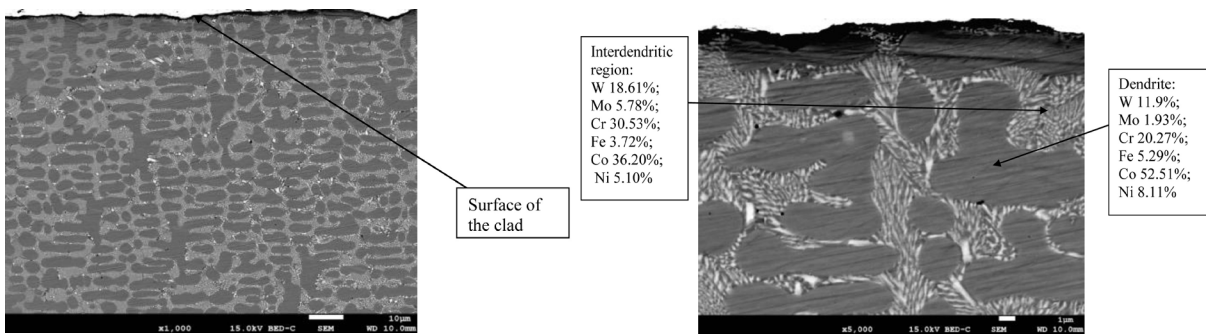 Surface of
the clad
x1,000 15.0kV BED-C SEM 10µm WD 10.0mm
Interdendritic
region:
W 18.61%;
Mo 5.78%;
Cr 30.53%;
Fe 3.72%;
Co 36.20%;
Ni 5.10%
Dendrite:
W 11.9%;
Mo 1.93%;
Cr 20.27%;
Fe 5.29%;
Co 52.51%;
Ni 8.11%
x5,000 15.0kV BED-C SEM 1µm WD 10.0mm